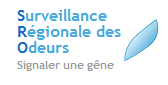 Surveillance
Régionale des
Odeurs
Signaler une gêne